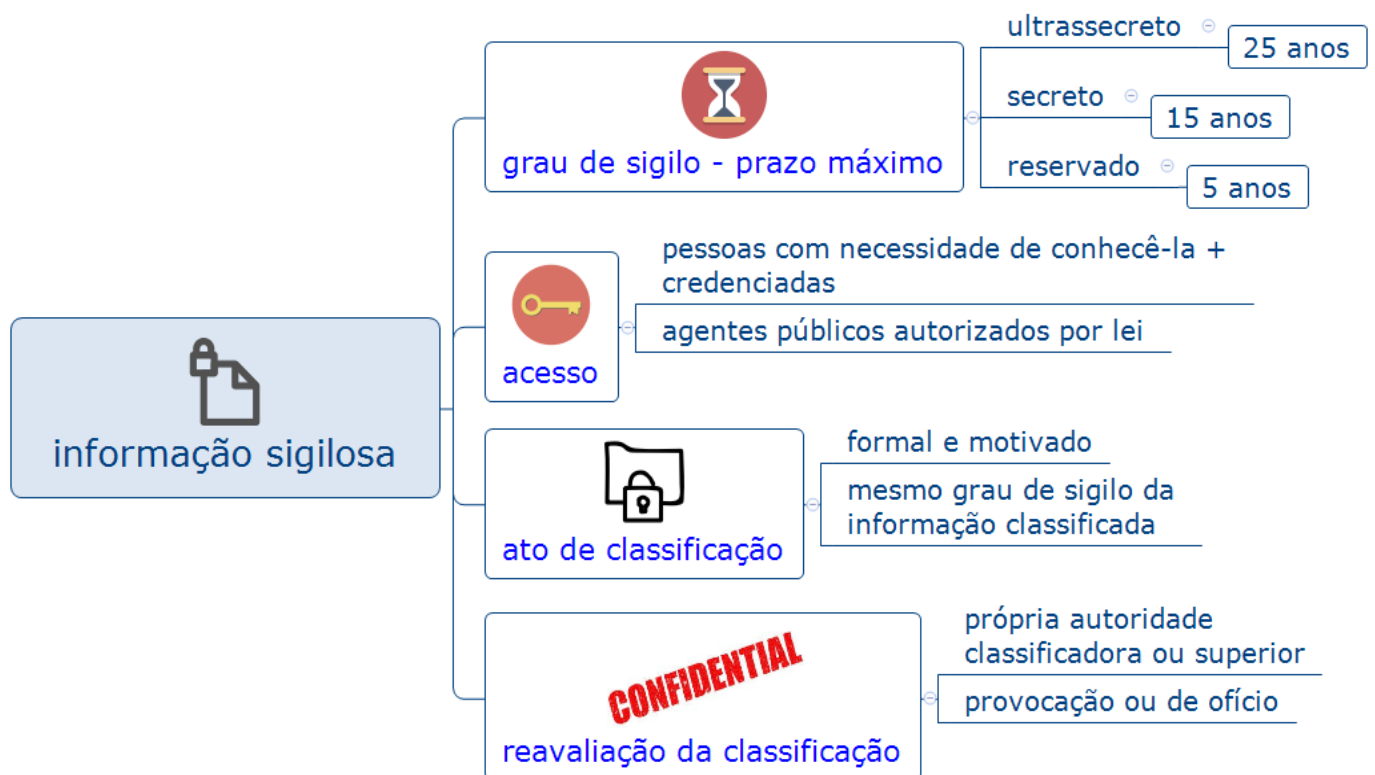 informação sigilosa
grau de sigilo - prazo máximo
ultrassecreto
25 anos
secreto
15 anos
reservado
5 anos
acesso
pessoas com necessidade de conhecê-la +
credenciadas
agentes públicos autorizados por lei
ato de classificação
formal e motivado
mesmo grau de sigilo da
informação classificada
CONFIDENTIAL
reavaliação da classificação
própria autoridade
classificadora ou superior
provocação ou de ofício